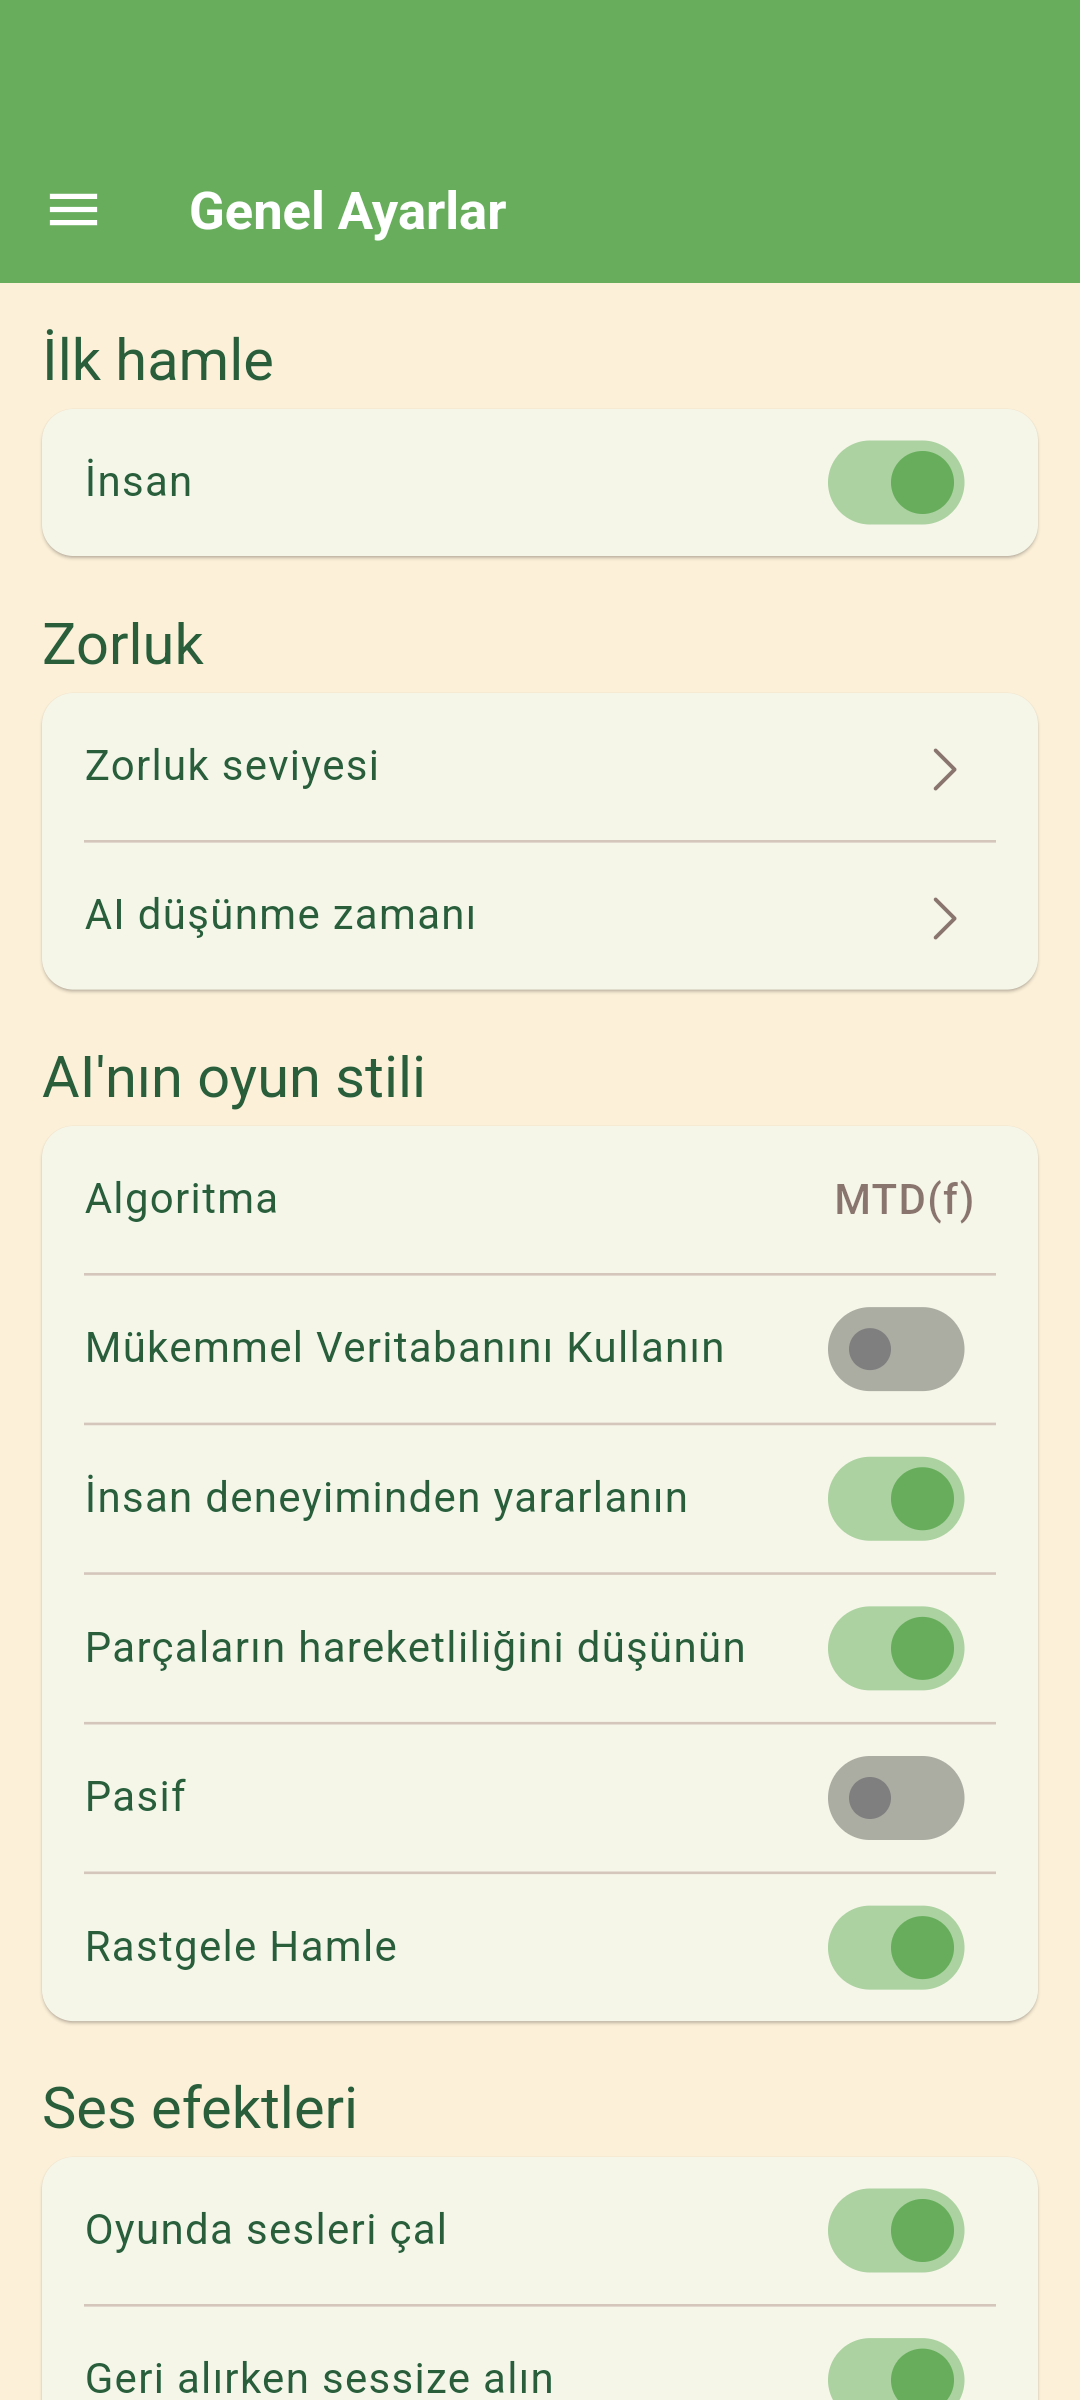 Genel Ayarlar
İlk hamle
İnsan
Zorluk
Zorluk seviyesi
AI düşünme zamanı
AI'nın oyun stili
Algoritma MTD(f)
Mükemmel Veritabanını Kullanın
İnsan deneyiminden yararlanın
Parçaların hareketliliğini düşünün
Pasif
Rastgele Hamle
Ses efektleri
Oyunda sesleri çal
Geri alırken sessize alın